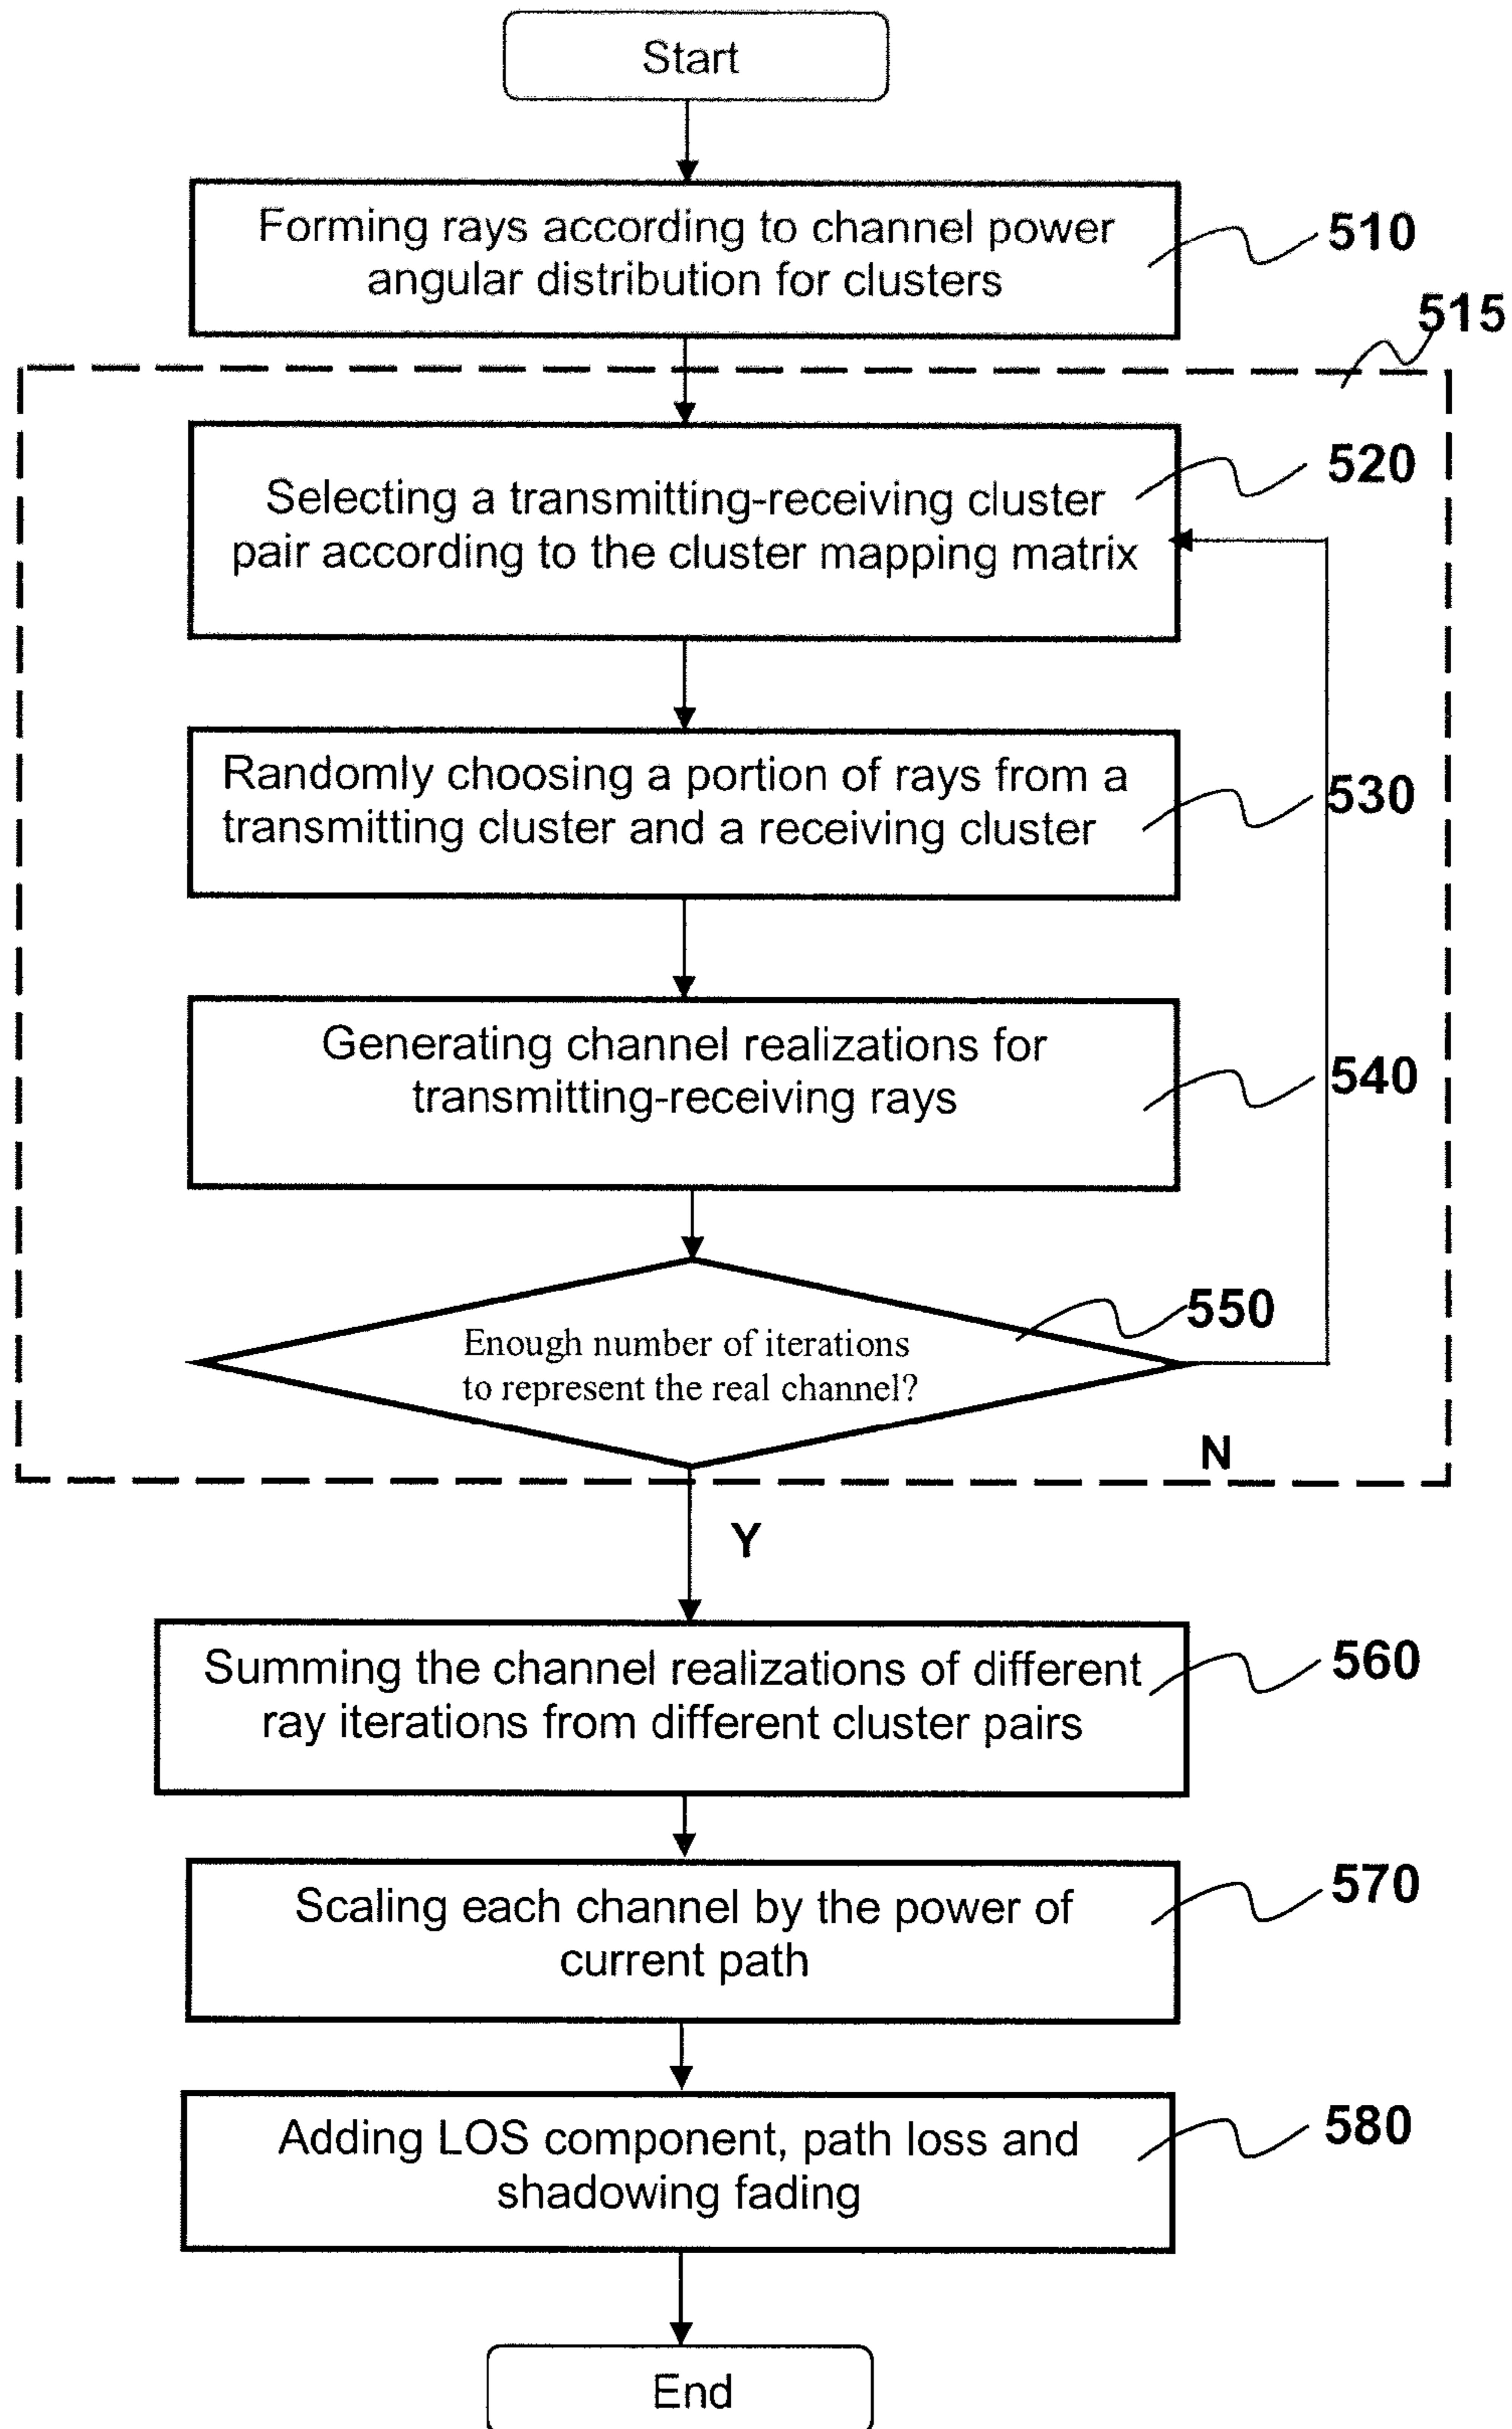 Start
Forming rays according to channel power
angular distribution for clusters
510
515
Selecting a transmitting-receiving cluster
pair according to the cluster mapping matrix
520
Randomly choosing a portion of rays from a
transmitting cluster and a receiving cluster
530
Generating channel realizations for
transmitting-receiving rays
540
Enough number of iterations
to represent the real channel?
550
N
Y
Summing the channel realizations of different
ray iterations from different cluster pairs
560
Scaling each channel by the power of
current path
570
Adding LOS component, path loss and
shadowing fading
580
End